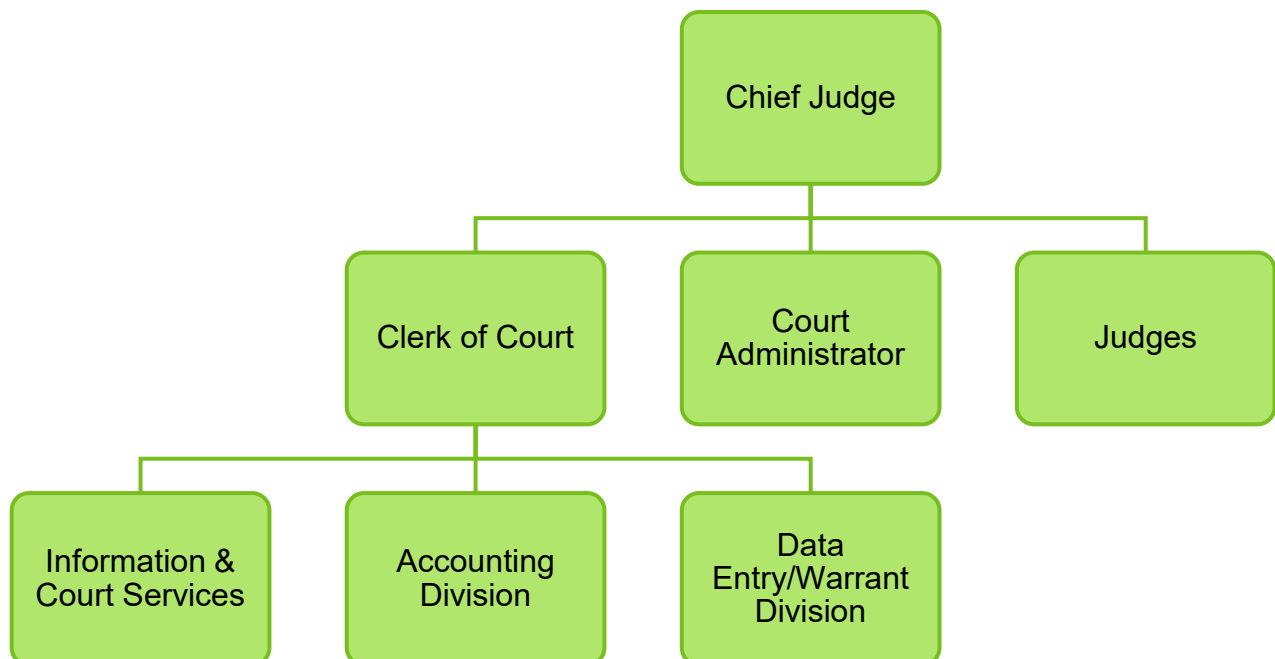 Chief Judge
Clerk of Court
Court
Administrator
Judges
Information &
Court Services
Accounting
Division
Data
Entry/Warrant
Division